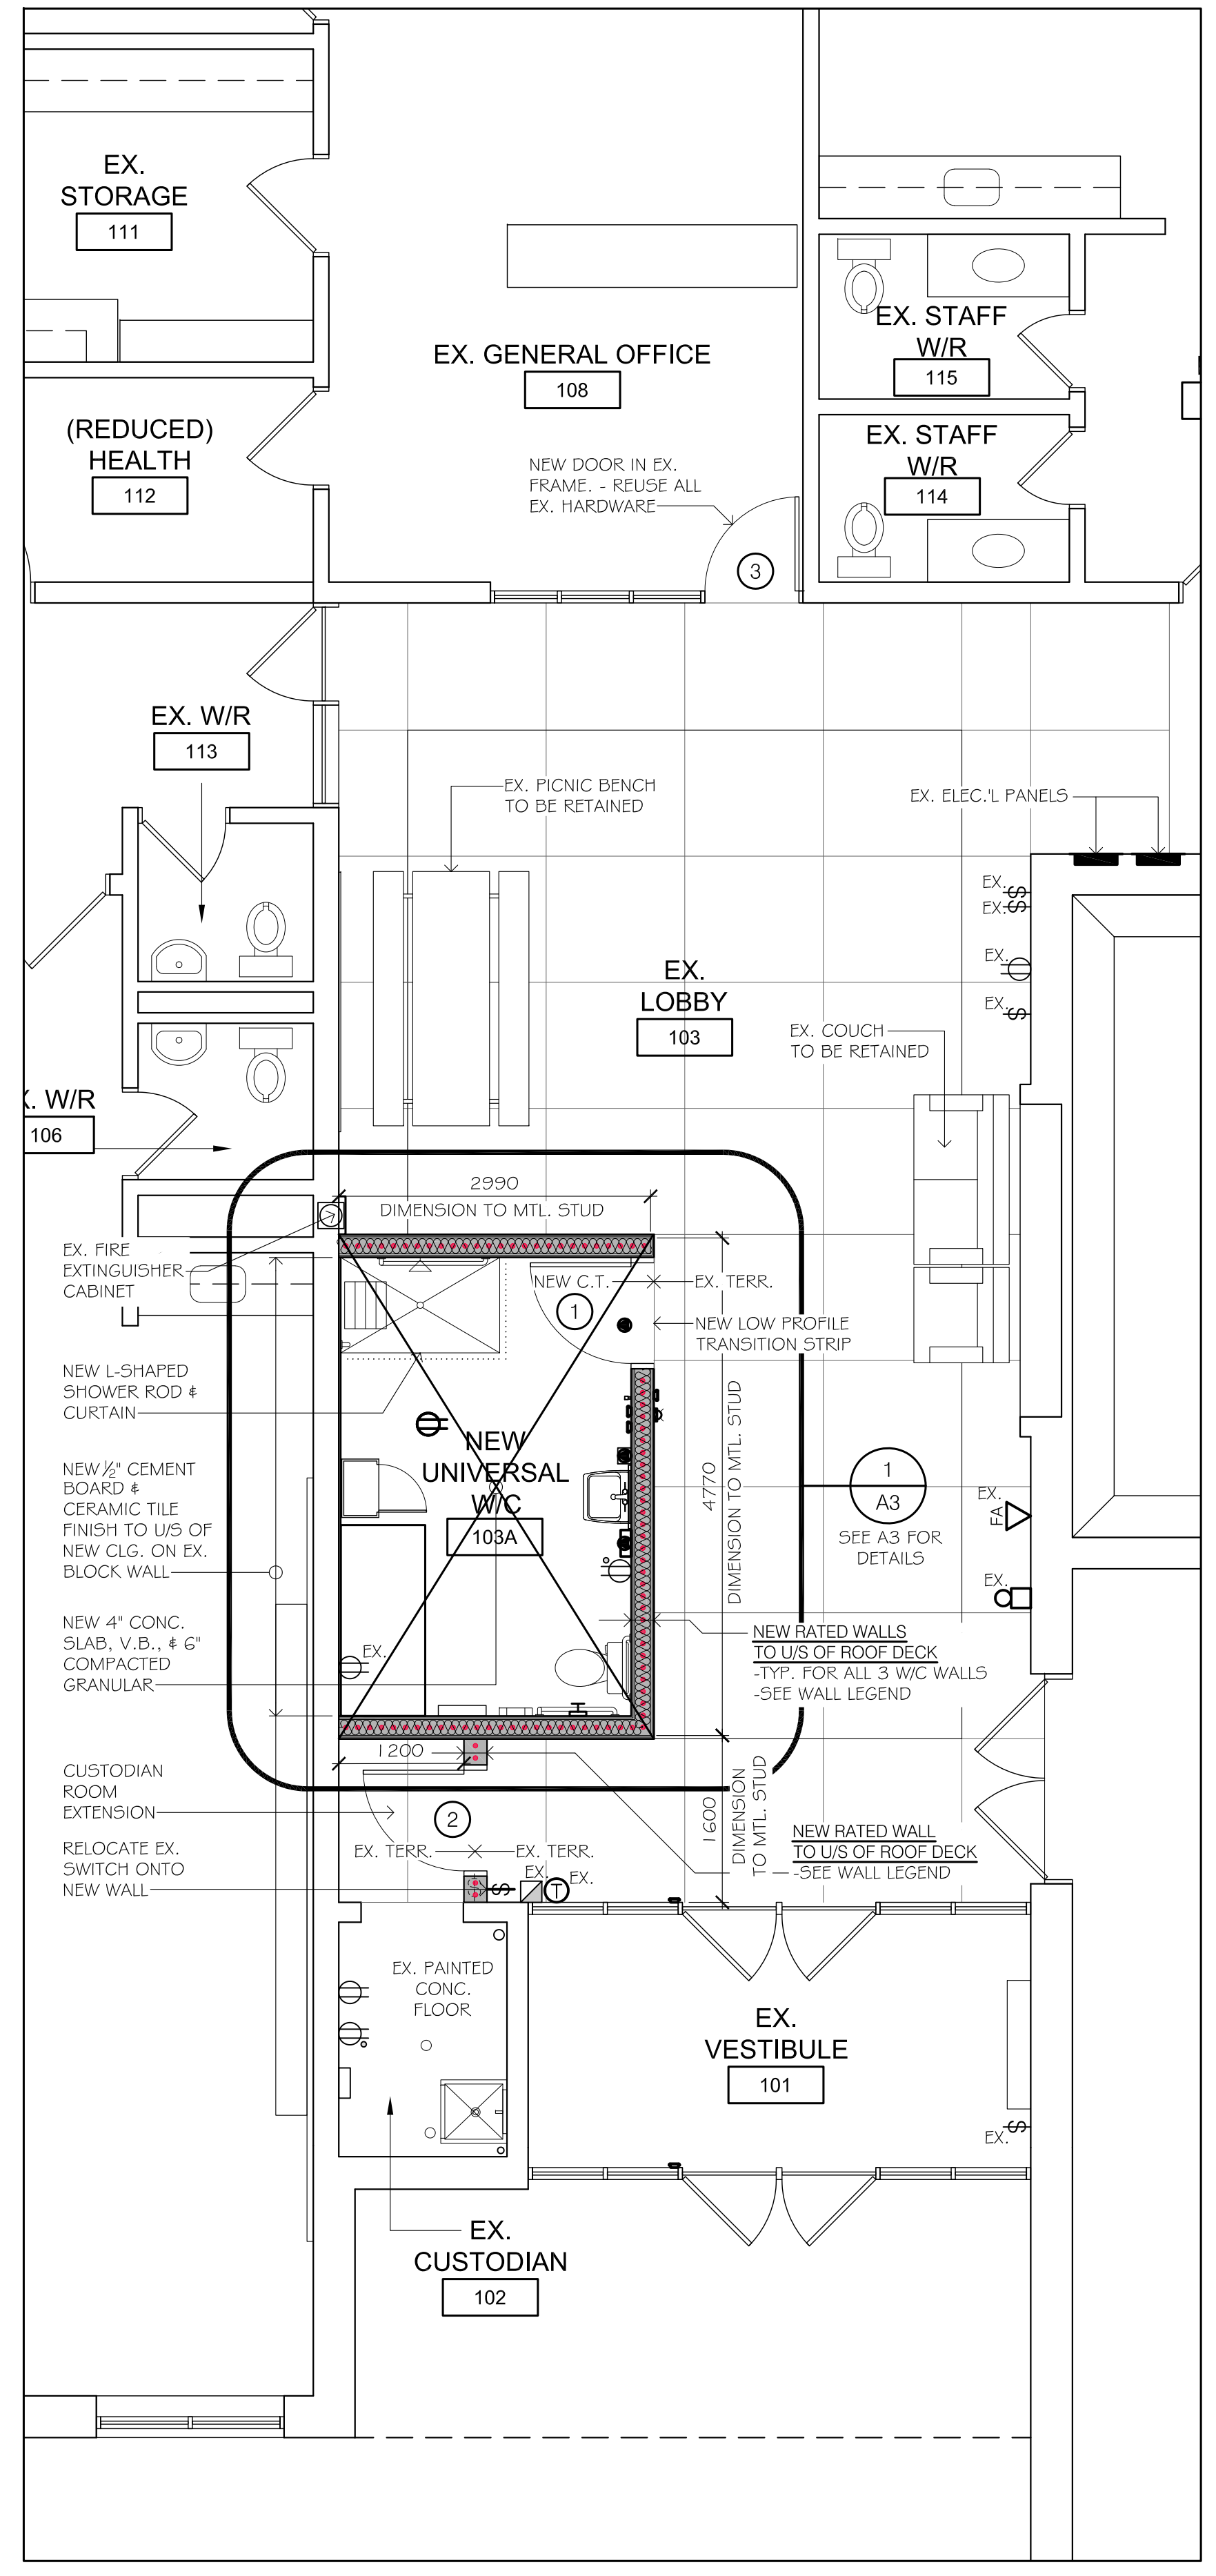 EX.
STORAGE
111
EX. GENERAL OFFICE
108
EX. STAFF
W/R
115
(REDUCED)
HEALTH
112
EX. STAFF
W/R
114
NEW DOOR IN EX.
FRAME. - REUSE ALL
EX. HARDWARE
3
EX. W/R
113
EX. PICNIC BENCH
TO BE RETAINED
EX. ELEC.'L PANELS
EX.
EX.
EX.
EX.
EX.
LOBBY
103
EX. COUCH
TO BE RETAINED
X. W/R
106
2990
DIMENSION TO MTL. STUD
EX. FIRE
EXTINGUISHER
CABINET
NEW C.T.
EX. TERR.
1
NEW LOW PROFILE
TRANSITION STRIP
NEW L-SHAPED
SHOWER ROD &
CURTAIN
4770
DIMENSION TO MTL. STUD
NEW
UNIVERSAL
W/C
103A
NEW ½" CEMENT
BOARD &
CERAMIC TILE
FINISH TO U/S OF
NEW CLG. ON EX.
BLOCK WALL
1
A3
SEE A3 FOR
DETAILS
EX.
FA
EX.
NEW 4" CONC.
SLAB, V.B., & 6"
COMPACTED
GRANULAR
EX.
NEW RATED WALLS
TO U/S OF ROOF DECK
-TYP. FOR ALL 3 W/C WALLS
-SEE WALL LEGEND
1200
CUSTODIAN
ROOM
EXTENSION
2
1600
DIMENSION
TO MTL. STUD
EX. TERR.
EX. TERR.
NEW RATED WALL
TO U/S OF ROOF DECK
-SEE WALL LEGEND
RELOCATE EX.
SWITCH ONTO
NEW WALL
EX.
EX.
S
T
EX. PAINTED
CONC.
FLOOR
EX.
VESTIBULE
101
EX.
EX.
CUSTODIAN
102